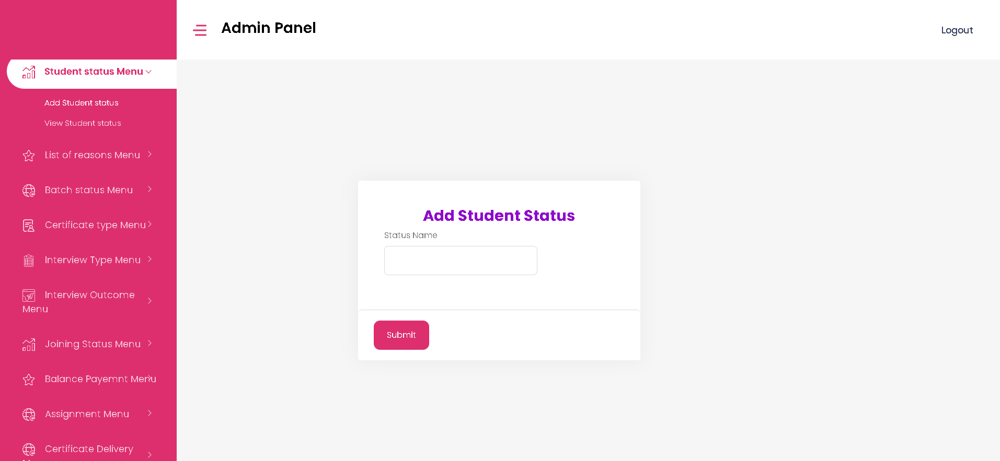 Admin Panel
Logout
Student status Menu
Add Student status
View Student status
List of reasons Menu
Batch status Menu
Certificate type Menu
Interview Type Menu
Interview Outcome
Menu
Joining Status Menu
Balance Payemnt Menu
Assignment Menu
Certificate Delivery
Add Student Status
Status Name
Submit